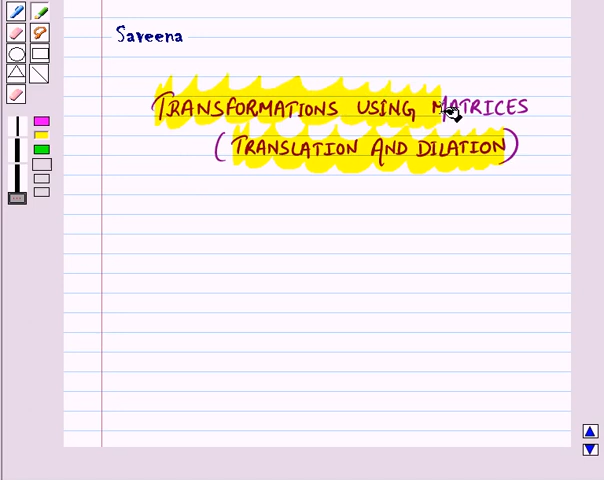 Saveena
TRANSFORMATIONS USING MATRICES
(TRANSLATION AND DILATION)